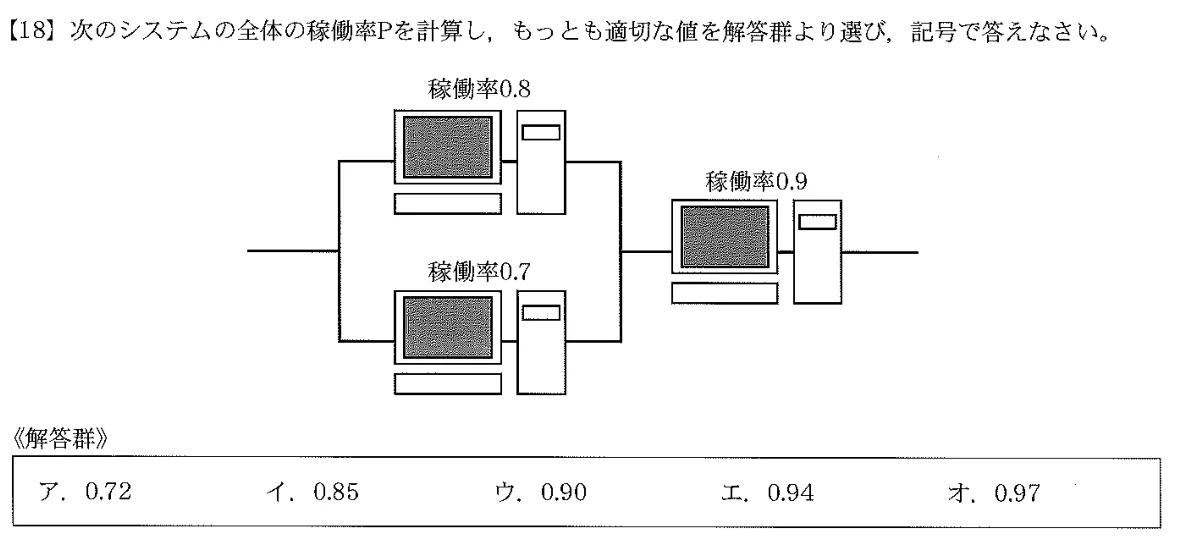 【18】次のシステムの全体の稼働率Pを計算し，もっとも適切な値を解答群より選び，記号で答えなさい。
稼働率0.8
稼働率0.9
稼働率0.7
《解答群》
ア．0.72 イ．0.85 ウ．0.90 エ．0.94 オ．0.97